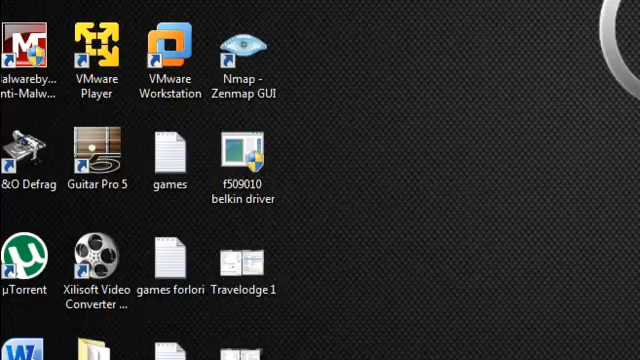 alwareby...
nti-Malw...
VMware
Player
VMware
Workstation
Nmap -
Zenmap GUI
&O Defrag
Guitar Pro 5
games
f509010
belkin driver
µTorrent
Xilisoft Video
Converter ...
games forlori
Travelodge 1